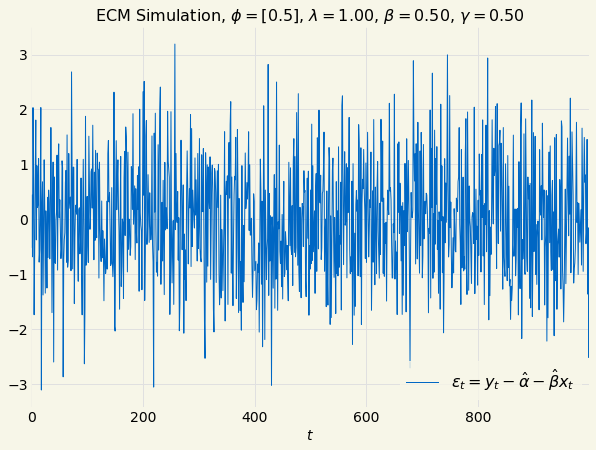 ECM Simulation, ϕ = [0.5], λ = 1.00, β = 0.50, γ = 0.50
3
2
1
0
−1
−2
−3
εₜ = yₜ − α̂ − β̂xₜ
0 200 400 600 800
t